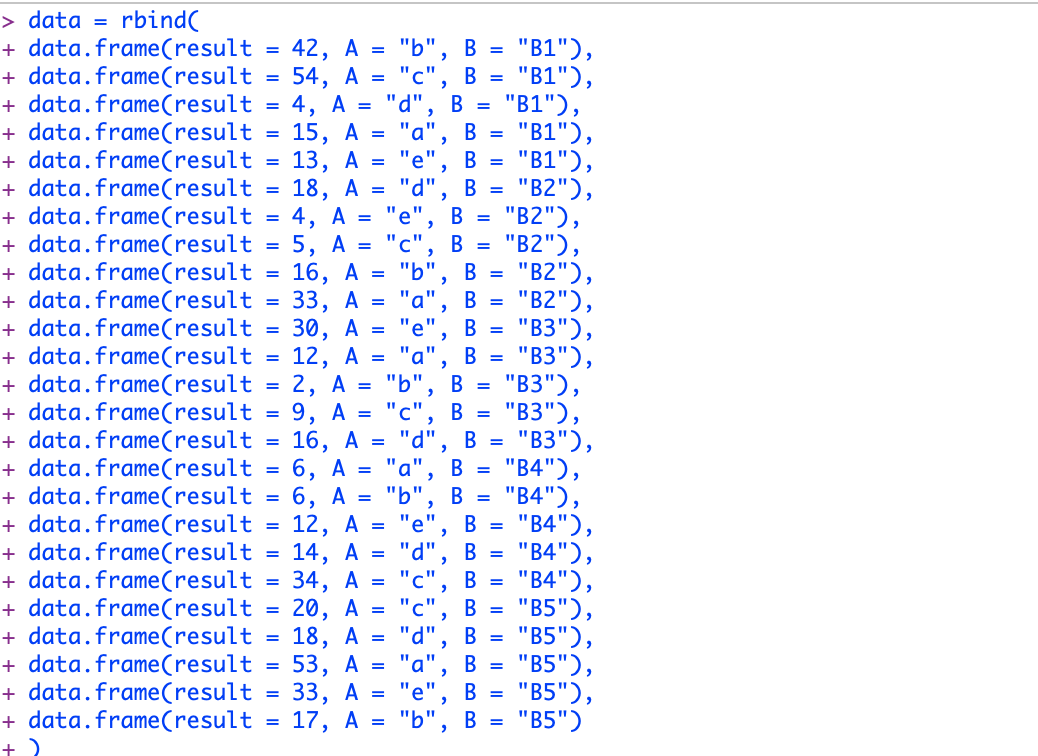 > data = rbind(
+ data.frame(result = 42, A = "b", B = "B1"),
+ data.frame(result = 54, A = "c", B = "B1"),
+ data.frame(result = 4, A = "d", B = "B1"),
+ data.frame(result = 15, A = "a", B = "B1"),
+ data.frame(result = 13, A = "e", B = "B1"),
+ data.frame(result = 18, A = "d", B = "B2"),
+ data.frame(result = 4, A = "e", B = "B2"),
+ data.frame(result = 5, A = "c", B = "B2"),
+ data.frame(result = 16, A = "b", B = "B2"),
+ data.frame(result = 33, A = "a", B = "B2"),
+ data.frame(result = 30, A = "e", B = "B3"),
+ data.frame(result = 12, A = "a", B = "B3"),
+ data.frame(result = 2, A = "b", B = "B3"),
+ data.frame(result = 9, A = "c", B = "B3"),
+ data.frame(result = 16, A = "d", B = "B3"),
+ data.frame(result = 6, A = "a", B = "B4"),
+ data.frame(result = 6, A = "b", B = "B4"),
+ data.frame(result = 12, A = "e", B = "B4"),
+ data.frame(result = 14, A = "d", B = "B4"),
+ data.frame(result = 34, A = "c", B = "B4"),
+ data.frame(result = 20, A = "c", B = "B5"),
+ data.frame(result = 18, A = "d", B = "B5"),
+ data.frame(result = 53, A = "a", B = "B5"),
+ data.frame(result = 33, A = "e", B = "B5"),
+ data.frame(result = 17, A = "b", B = "B5")
+ )